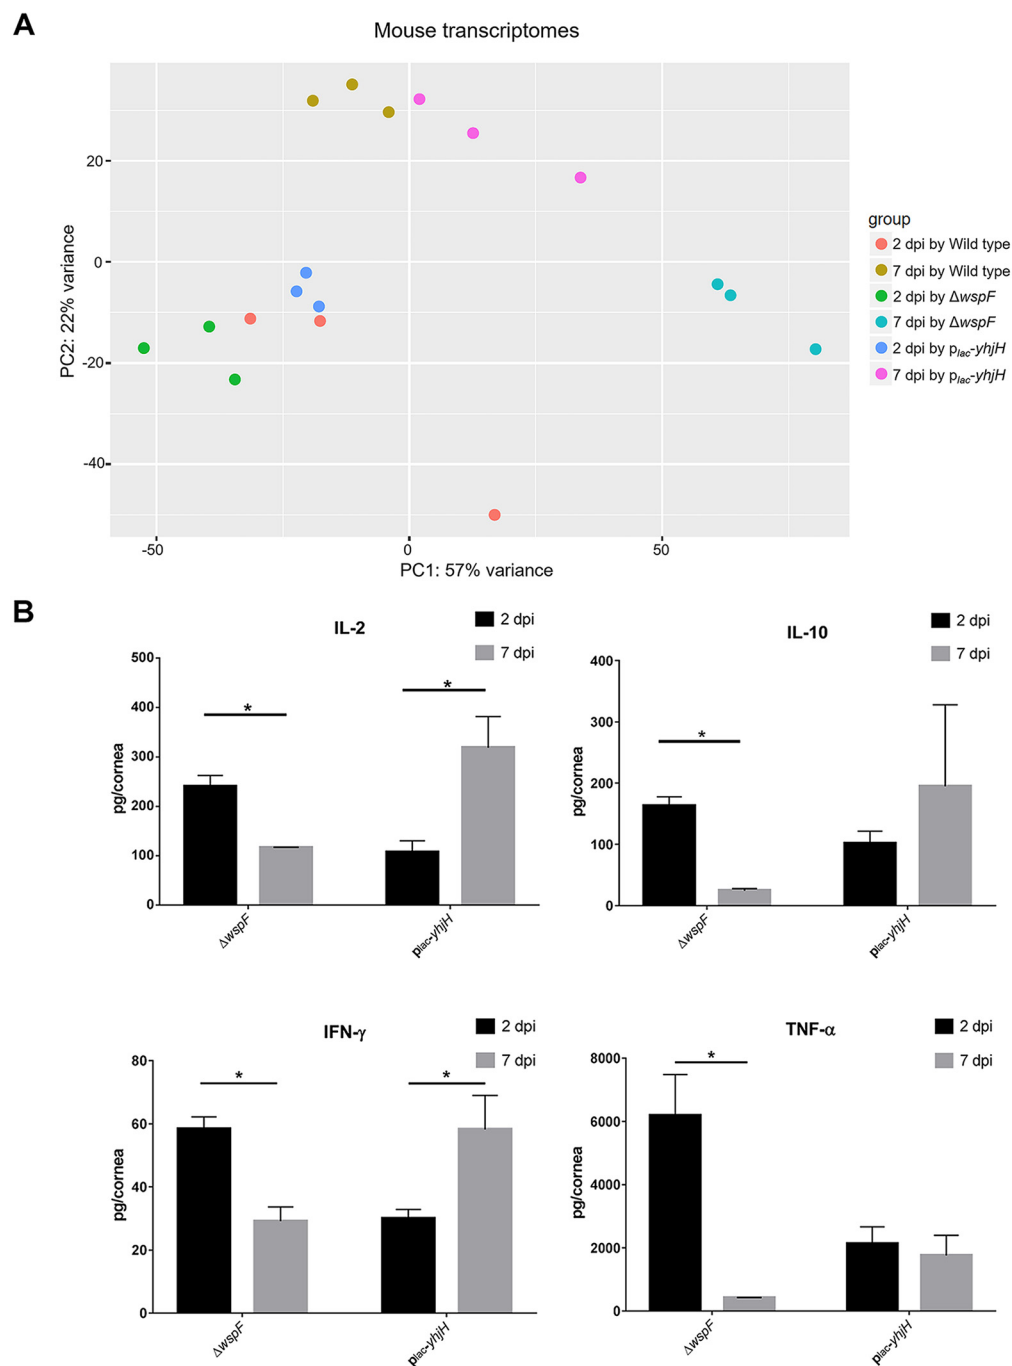 A
Mouse transcriptomes
20
0
-20
-40
PC2: 22% variance
-50
0
50
PC1: 57% variance
group
2 dpi by Wild type
7 dpi by Wild type
2 dpi by ΔwspF
7 dpi by ΔwspF
2 dpi by plac-yhjH
7 dpi by plac-yhjH
B
IL-2
2 dpi
7 dpi
500
400
300
200
100
0
pg/cornea
*
*
ΔwspF
plac-yhjH
IL-10
2 dpi
7 dpi
400
300
200
100
0
pg/cornea
*
ΔwspF
plac-yhjH
IFN-γ
2 dpi
7 dpi
80
60
40
20
0
pg/cornea
*
*
ΔwspF
plac-yhjH
TNF-α
2 dpi
7 dpi
8000
6000
4000
2000
0
pg/cornea
*
ΔwspF
plac-yhjH